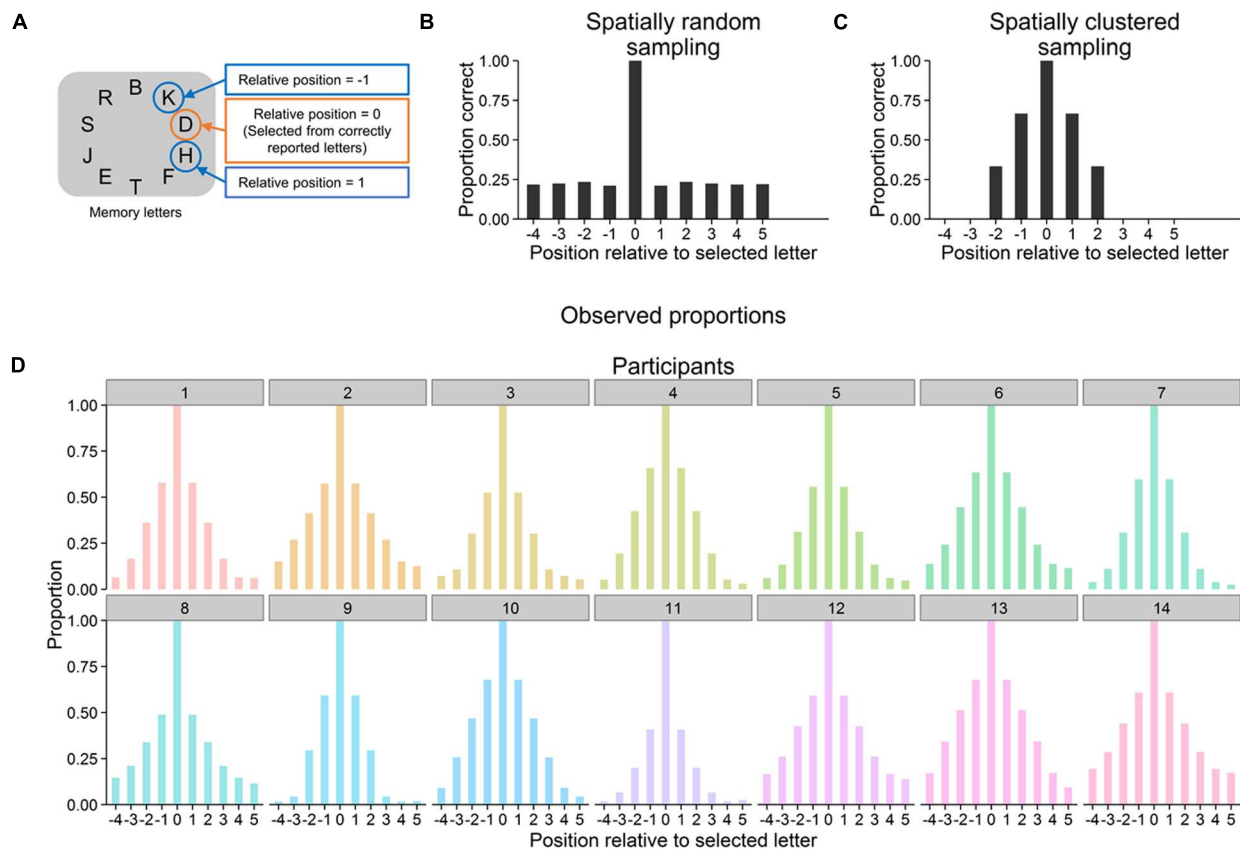 A
B
K
D
H
F
T
E
J
S
R
Relative position = -1
Relative position = 0
(Selected from correctly
reported letters)
Relative position = 1
Memory letters
B
Spatially random
sampling
Proportion correct
1.00
0.75
0.50
0.25
0.00
-4 -3 -2 -1 0 1 2 3 4 5
Position relative to selected letter
C
Spatially clustered
sampling
Proportion correct
1.00
0.75
0.50
0.25
0.00
-4 -3 -2 -1 0 1 2 3 4 5
Position relative to selected letter
Observed proportions
D
Participants
1 2 3 4 5 6 7
1.00
0.75
0.50
0.25
0.00
Proportion
8 9 10 11 12 13 14
1.00
0.75
0.50
0.25
0.00
-4 -3 -2 -1 0 1 2 3 4 5 -4 -3 -2 -1 0 1 2 3 4 5 -4 -3 -2 -1 0 1 2 3 4 5 -4 -3 -2 -1 0 1 2 3 4 5 -4 -3 -2 -1 0 1 2 3 4 5 -4 -3 -2 -1 0 1 2 3 4 5 -4 -3 -2 -1 0 1 2 3 4 5
Position relative to selected letter